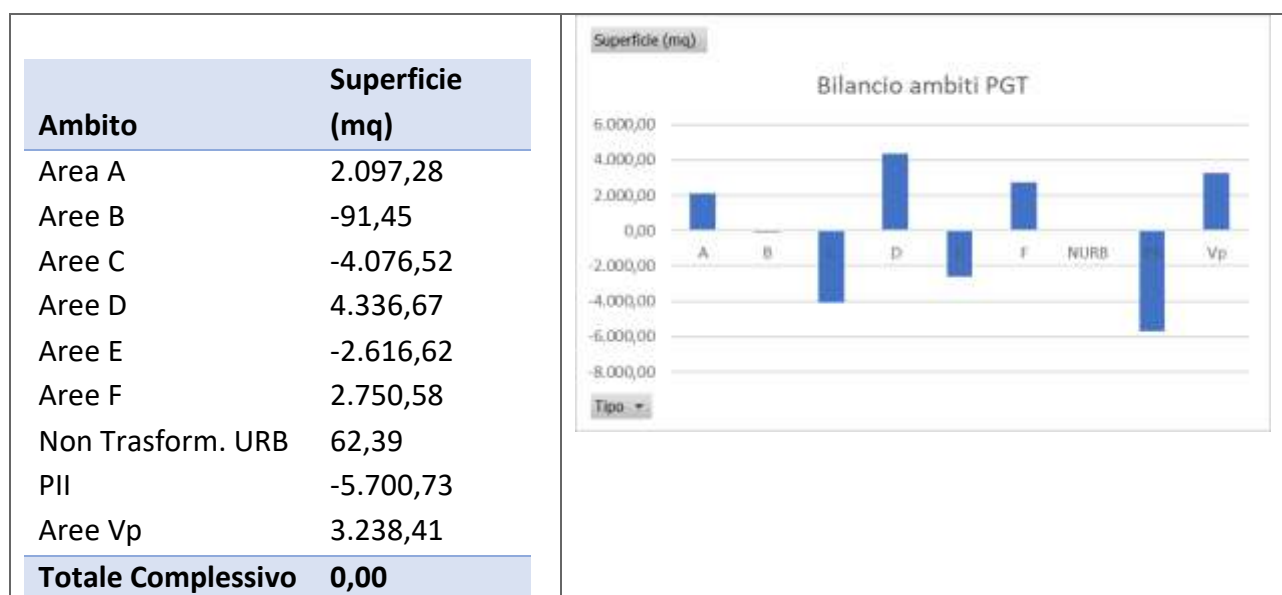 Ambito Superficie (mq)
Area A 2.097,28
Aree B -91,45
Aree C -4.076,52
Aree D 4.336,67
Aree E -2.616,62
Aree F 2.750,58
Non Trasform. URB 62,39
PII -5.700,73
Aree Vp 3.238,41
Totale Complessivo 0,00
Superficie (mq)
Bilancio ambiti PGT
6.000,00
4.000,00
2.000,00
0,00
-2.000,00
-4.000,00
-6.000,00
-8.000,00
A B D F NURB Vp
Tipo